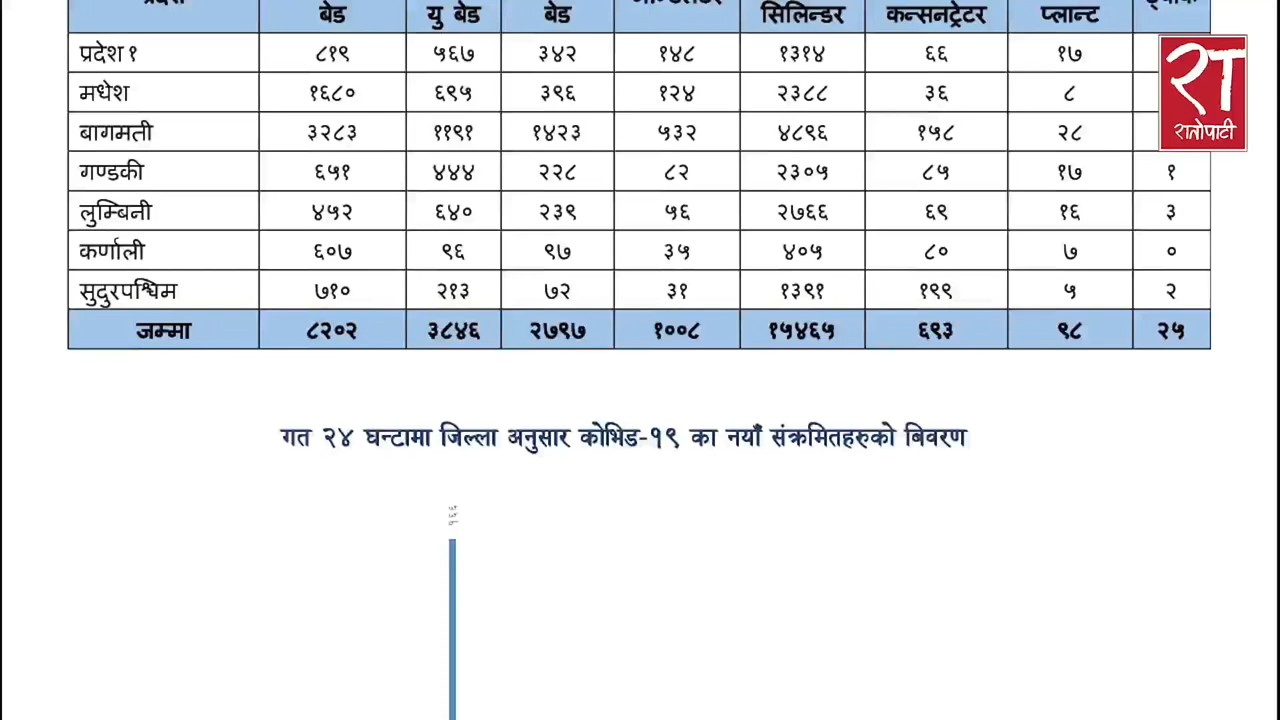 बेड यु बेड बेड सिलिन्डर कन्सनट्रेटर प्लान्ट
प्रदेश १ ८१९ ५६७ ३४२ १४८ १३१४ ६६ १७
मधेश १६८० ६९५ ३९६ १२४ २३८८ ३६ ८
बागमती ३२८३ ११९१ १४२३ ५३२ ४८९६ १५८ २८
गण्डकी ६५१ ४४४ २२८ ८२ २३०५ ८५ १७ १
लुम्बिनी ४५२ ६४० २३९ ५६ २७६६ ६९ १६ ३
कर्णाली ६०७ ९६ ९७ ३५ ४०५ ८० ७ ०
सुदुरपश्चिम ७१० २१३ ७२ ३१ १३९१ १९९ ५ २
जम्मा ८२०२ ३८४६ २७९७ १००८ १५४६५ ६९३ ९८ २५
रातोपाटी
गत २४ घन्टामा जिल्ला अनुसार कोभिड-१९ का नयाँ संक्रमितहरुको बिवरण